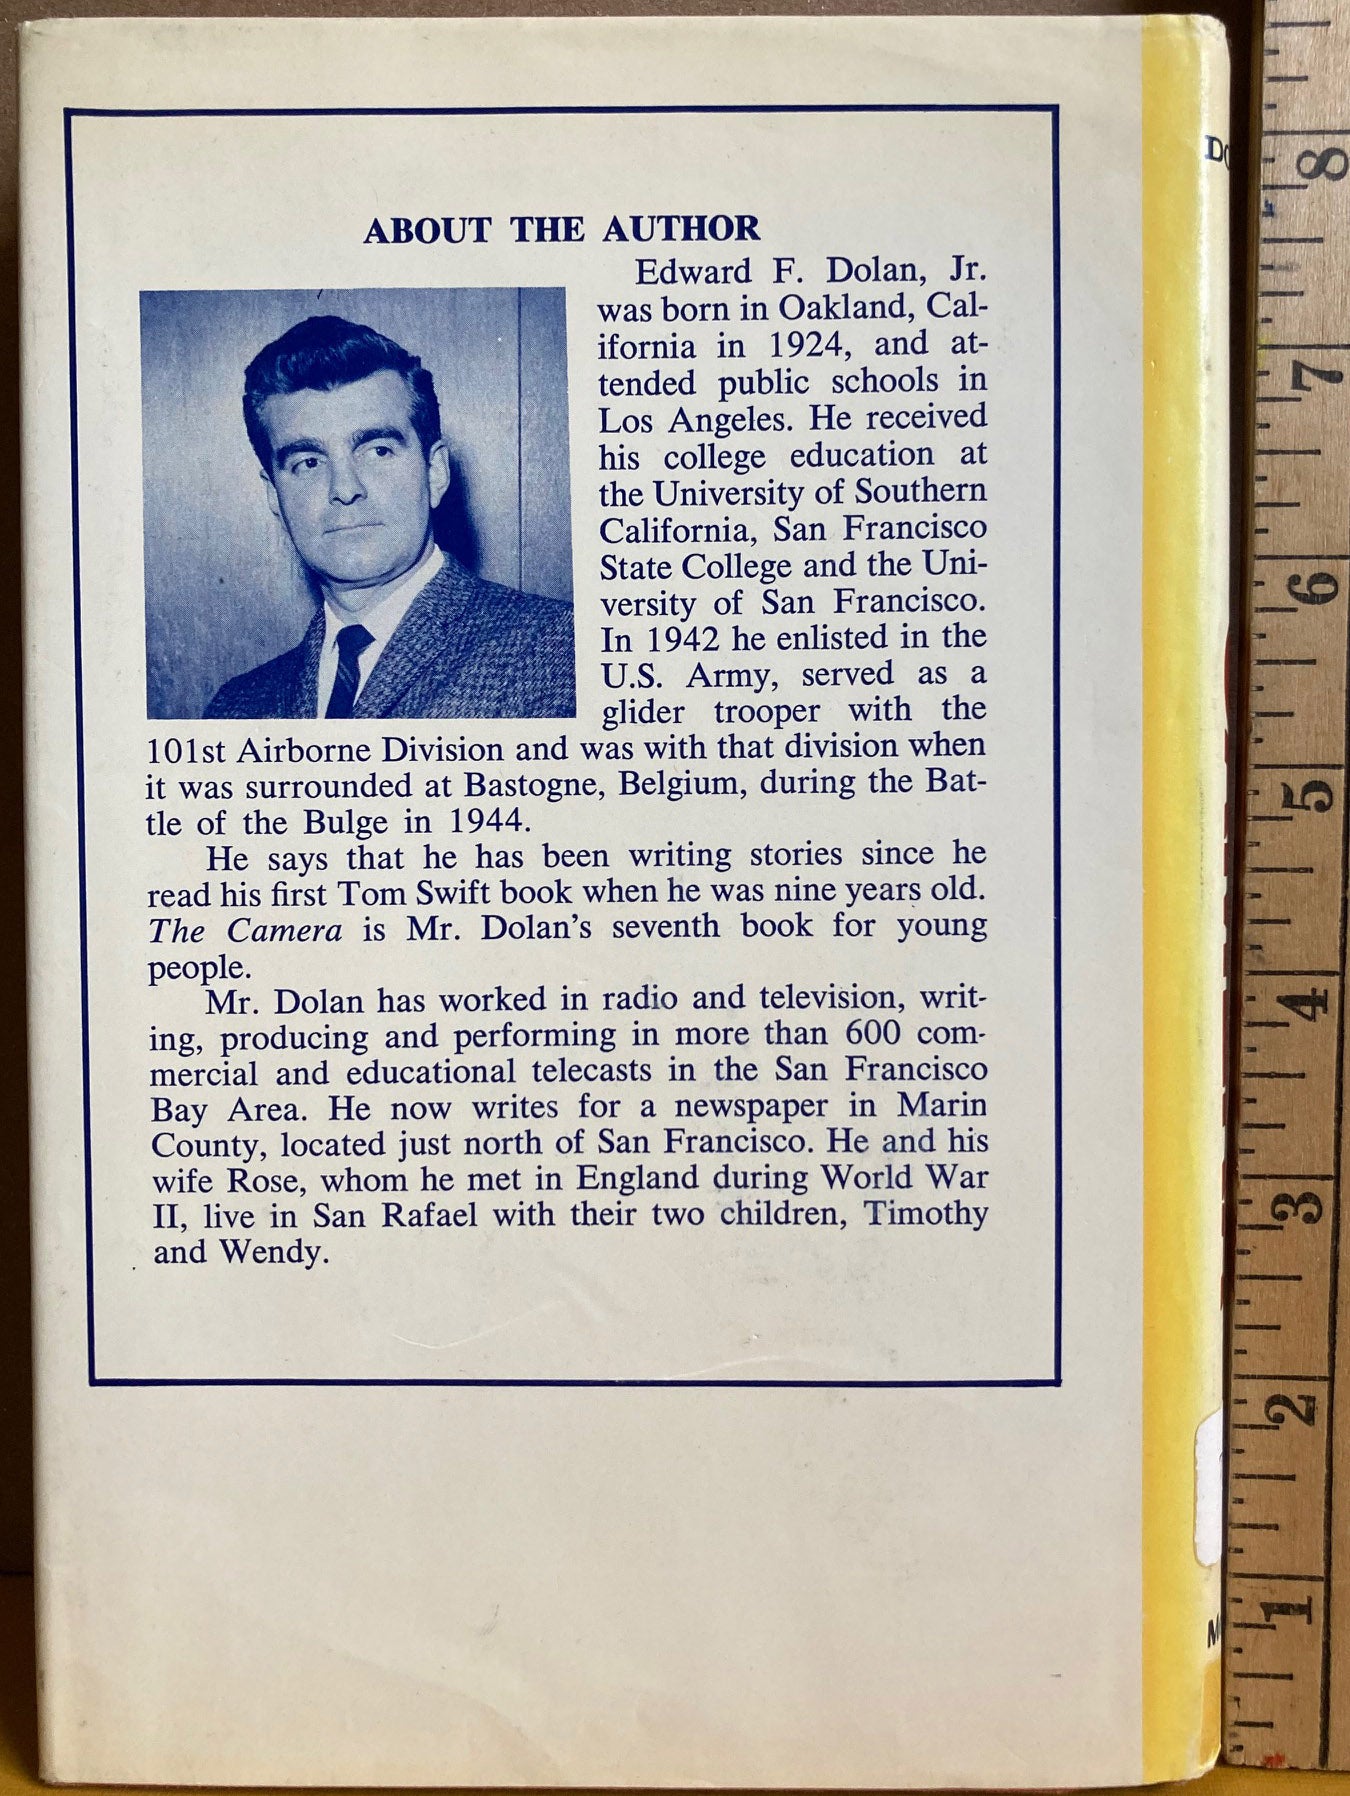 ABOUT THE AUTHOR
Edward F. Dolan, Jr.
was born in Oakland, Cal-
ifornia in 1924, and at-
tended public schools in
Los Angeles. He received
his college education at
the University of Southern
California, San Francisco
State College and the Uni-
versity of San Francisco.
In 1942 he enlisted in the
U.S. Army, served as a
glider trooper with the
101st Airborne Division and was with that division when
it was surrounded at Bastogne, Belgium, during the Bat-
tle of the Bulge in 1944.
He says that he has been writing stories since he
read his first Tom Swift book when he was nine years old.
The Camera is Mr. Dolan's seventh book for young
people.
Mr. Dolan has worked in radio and television, writ-
ing, producing and performing in more than 600 com-
mercial and educational telecasts in the San Francisco
Bay Area. He now writes for a newspaper in Marin
County, located just north of San Francisco. He and his
wife Rose, whom he met in England during World War
II, live in San Rafael with their two children, Timothy
and Wendy.
8
7
6
5
4
3
2
1